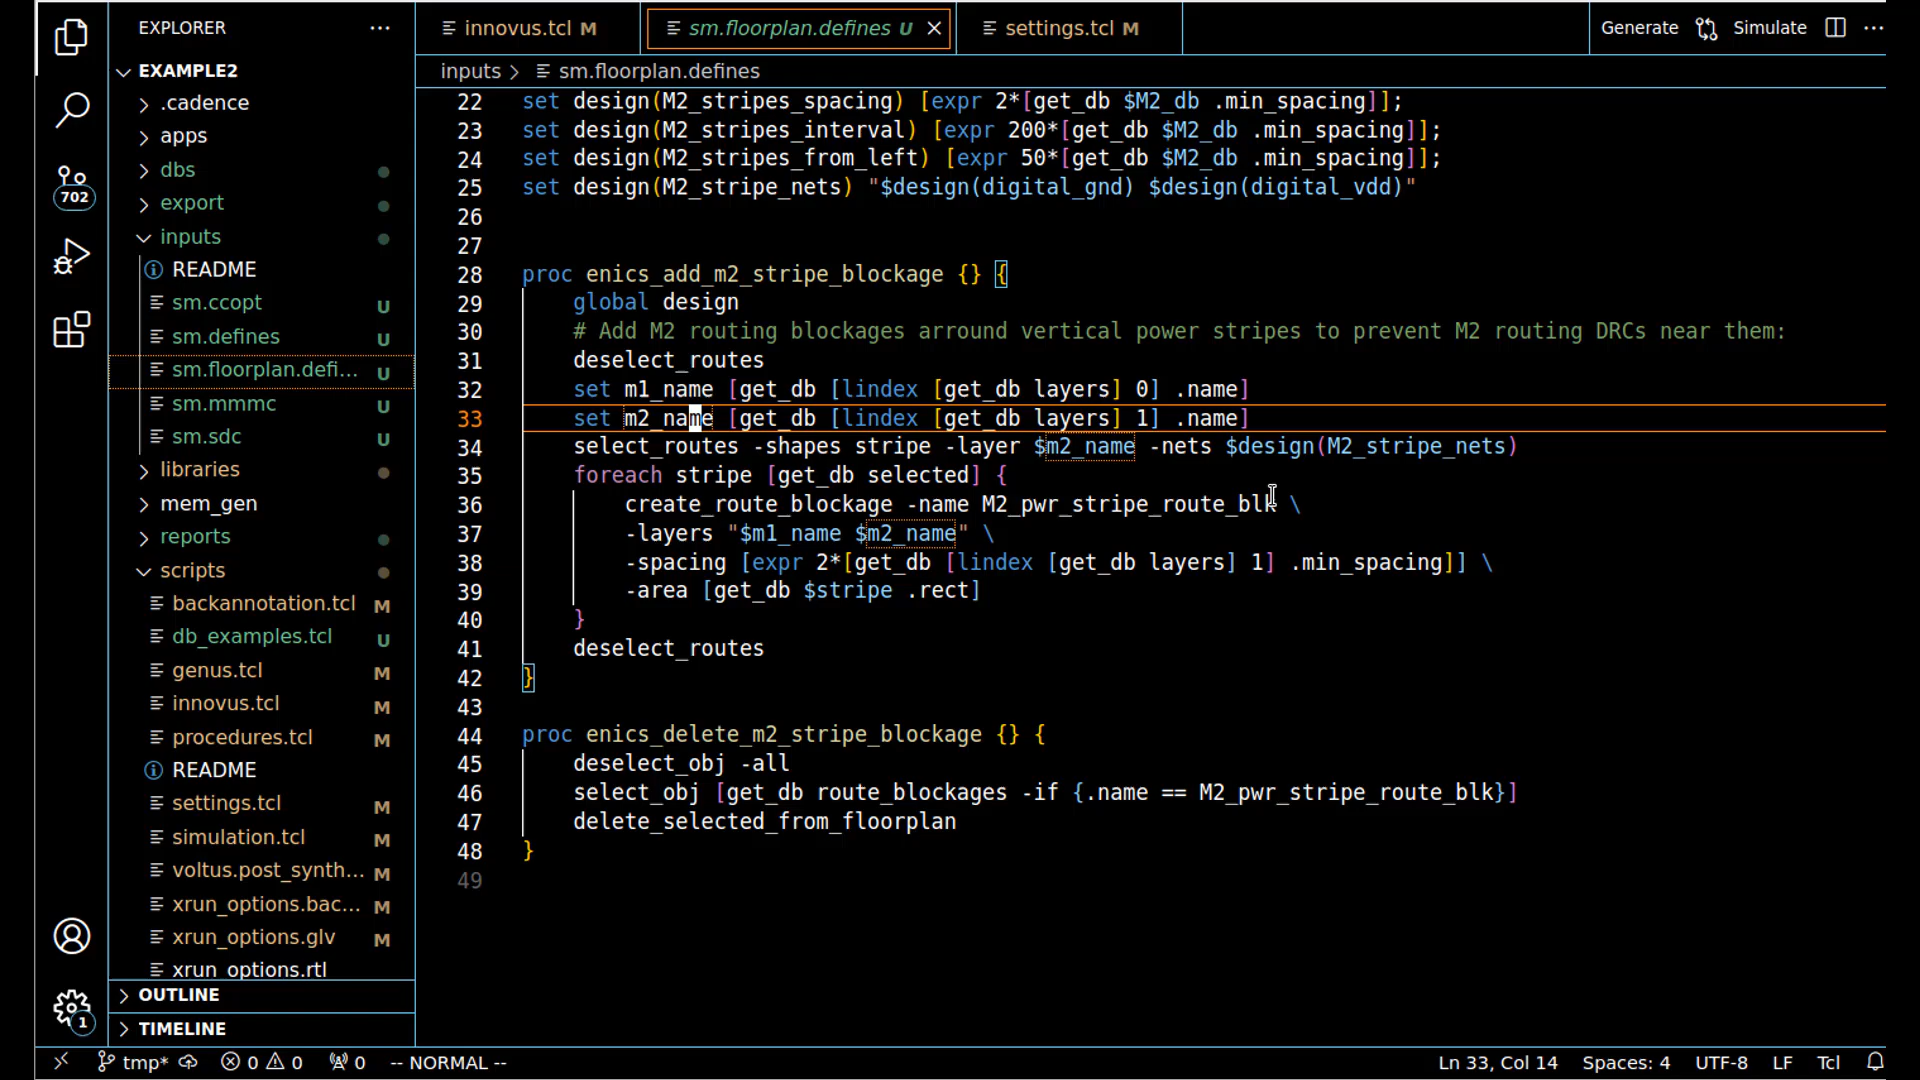 EXPLORER
EXAMPLE2
.cadence
apps
dbs
export
inputs
README
sm.ccopt U
sm.defines U
sm.floorplan.defi... U
sm.mmmc U
sm.sdc U
libraries
mem_gen
reports
scripts
backannotation.tcl M
db_examples.tcl U
genus.tcl M
innovus.tcl M
procedures.tcl M
README
settings.tcl M
simulation.tcl M
voltus.post_synth... M
xrun_options.bac... M
xrun_options.glv M
xrun_options.rtl
OUTLINE
TIMELINE
702
1
innovus.tcl M
sm.floorplan.defines U
settings.tcl M
Generate
Simulate
inputs > sm.floorplan.defines
22 set design(M2_stripes_spacing) [expr 2*[get_db $M2_db .min_spacing]];
23 set design(M2_stripes_interval) [expr 200*[get_db $M2_db .min_spacing]];
24 set design(M2_stripes_from_left) [expr 50*[get_db $M2_db .min_spacing]];
25 set design(M2_stripe_nets) "$design(digital_gnd) $design(digital_vdd)"
26
27
28 proc enics_add_m2_stripe_blockage {} {
29 global design
30 # Add M2 routing blockages arround vertical power stripes to prevent M2 routing DRCs near them:
31 deselect_routes
32 set m1_name [get_db [lindex [get_db layers] 0] .name]
33 set m2_name [get_db [lindex [get_db layers] 1] .name]
34 select_routes -shapes stripe -layer $m2_name -nets $design(M2_stripe_nets)
35 foreach stripe [get_db selected] {
36 create_route_blockage -name M2_pwr_stripe_route_blk \
37 -layers "$m1_name $m2_name" \
38 -spacing [expr 2*[get_db [lindex [get_db layers] 1] .min_spacing]] \
39 -area [get_db $stripe .rect]
40 }
41 deselect_routes
42 }
43
44 proc enics_delete_m2_stripe_blockage {} {
45 deselect_obj -all
46 select_obj [get_db route_blockages -if {.name == M2_pwr_stripe_route_blk}]
47 delete_selected_from_floorplan
48 }
49
tmp* 0 0 0 -- NORMAL -- Ln 33, Col 14 Spaces: 4 UTF-8 LF Tcl